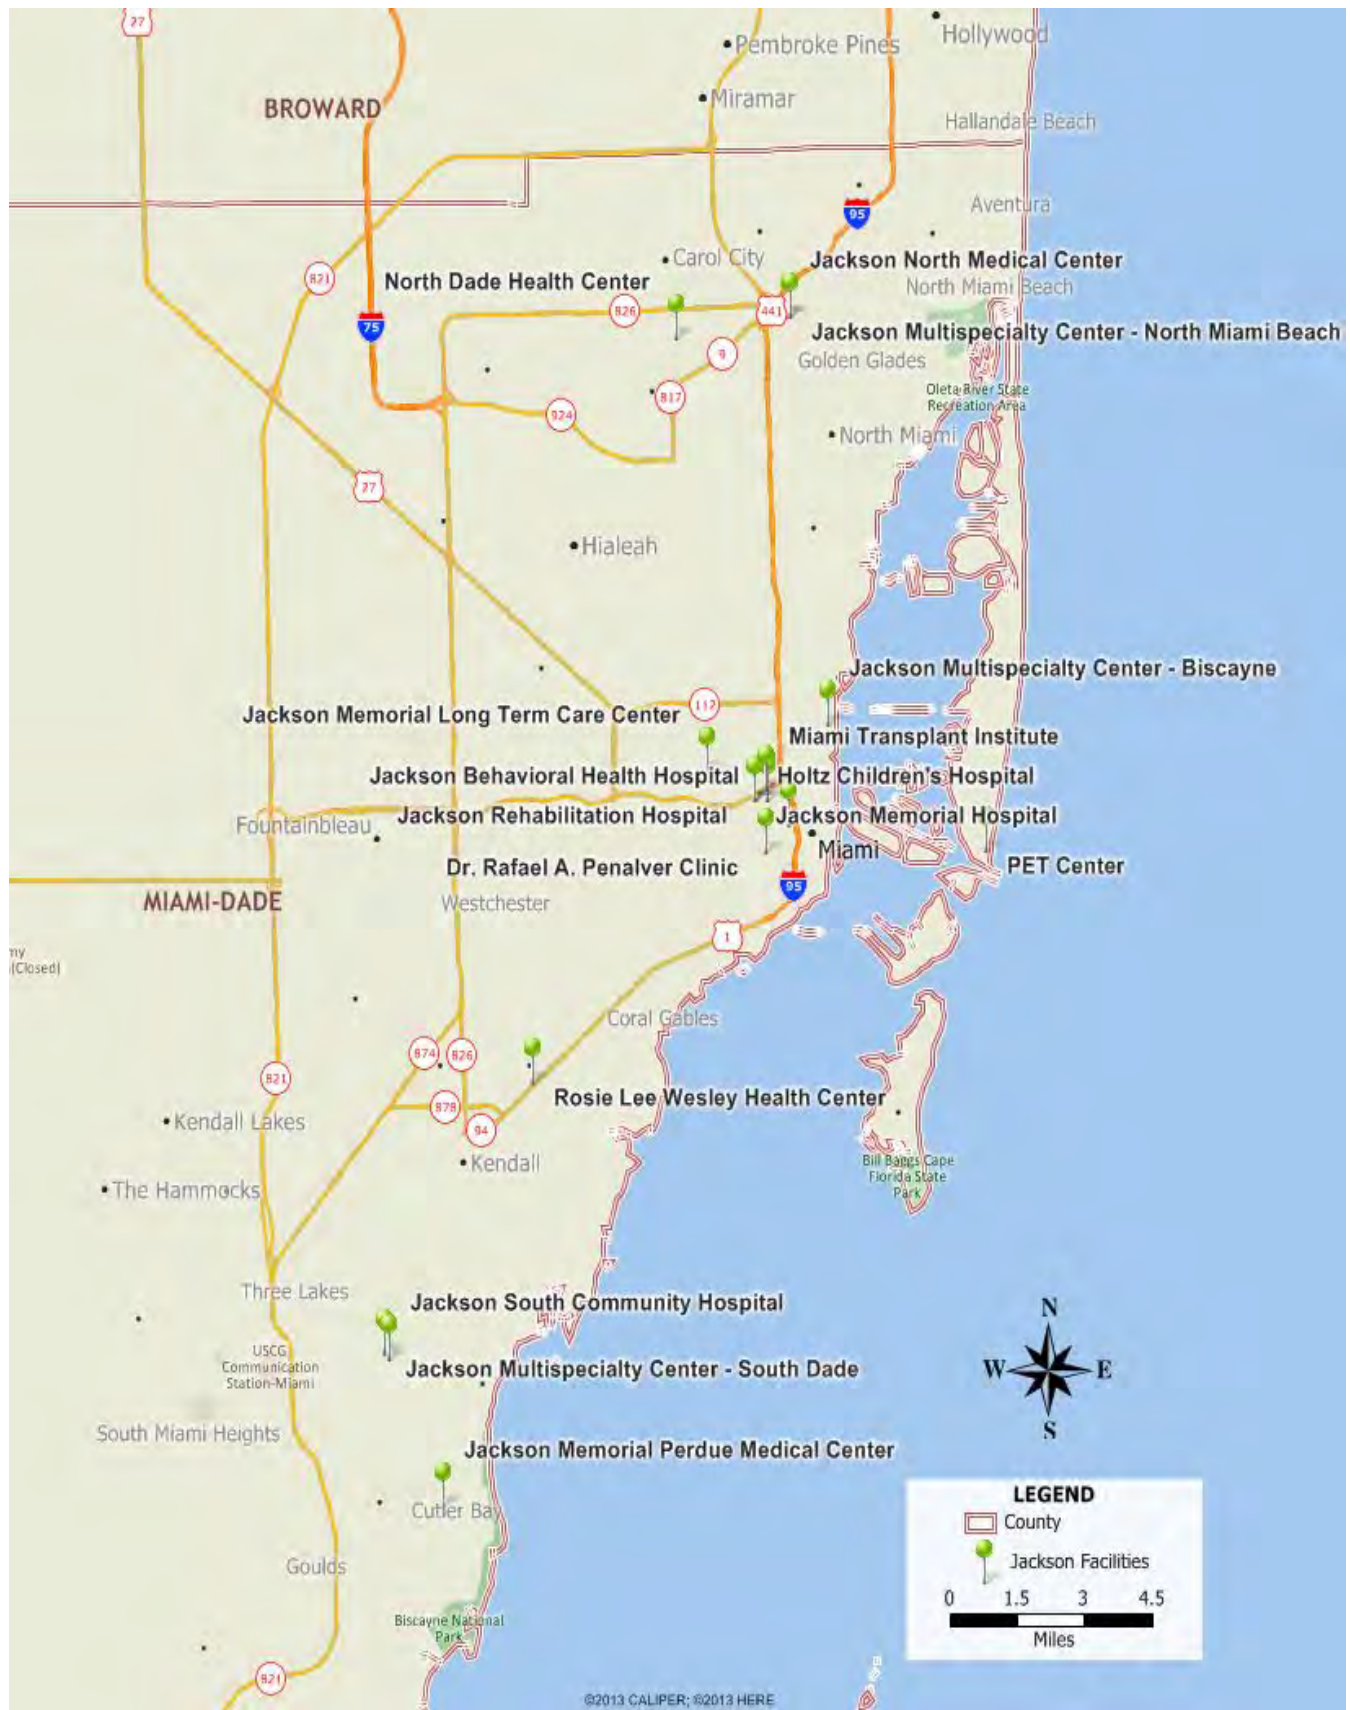 27
Hollywood
Pembroke Pines
Miramar
BROWARD
Hallandale Beach
Aventura
95
Carol City
Jackson North Medical Center
821
North Dade Health Center
North Miami Beach
826
441
75
Jackson Multispecialty Center - North Miami Beach
9
Golden Glades
Oleta River State
Recreation Area
817
924
North Miami
27
Hialeah
Jackson Multispecialty Center - Biscayne
112
Jackson Memorial Long Term Care Center
Miami Transplant Institute
Jackson Behavioral Health Hospital
Holtz Children's Hospital
Jackson Rehabilitation Hospital
Jackson Memorial Hospital
Fountainbleau
Miami
Dr. Rafael A. Penalver Clinic
PET Center
95
MIAMI-DADE
Westchester
1
my
(Closed)
Coral Gables
874
826
821
Rosie Lee Wesley Health Center
878
Kendall Lakes
94
Kendall
Bill Baggs Cape
Florida State
Park
The Hammocks
Three Lakes
Jackson South Community Hospital
N
USCG
Communication
Station-Miami
Jackson Multispecialty Center - South Dade
W
E
S
South Miami Heights
Jackson Memorial Perdue Medical Center
LEGEND
County
Cutler Bay
Jackson Facilities
Goulds
0 1.5 3 4.5
Miles
Biscayne National
Park
821
©2013 CALIPER; ©2013 HERE